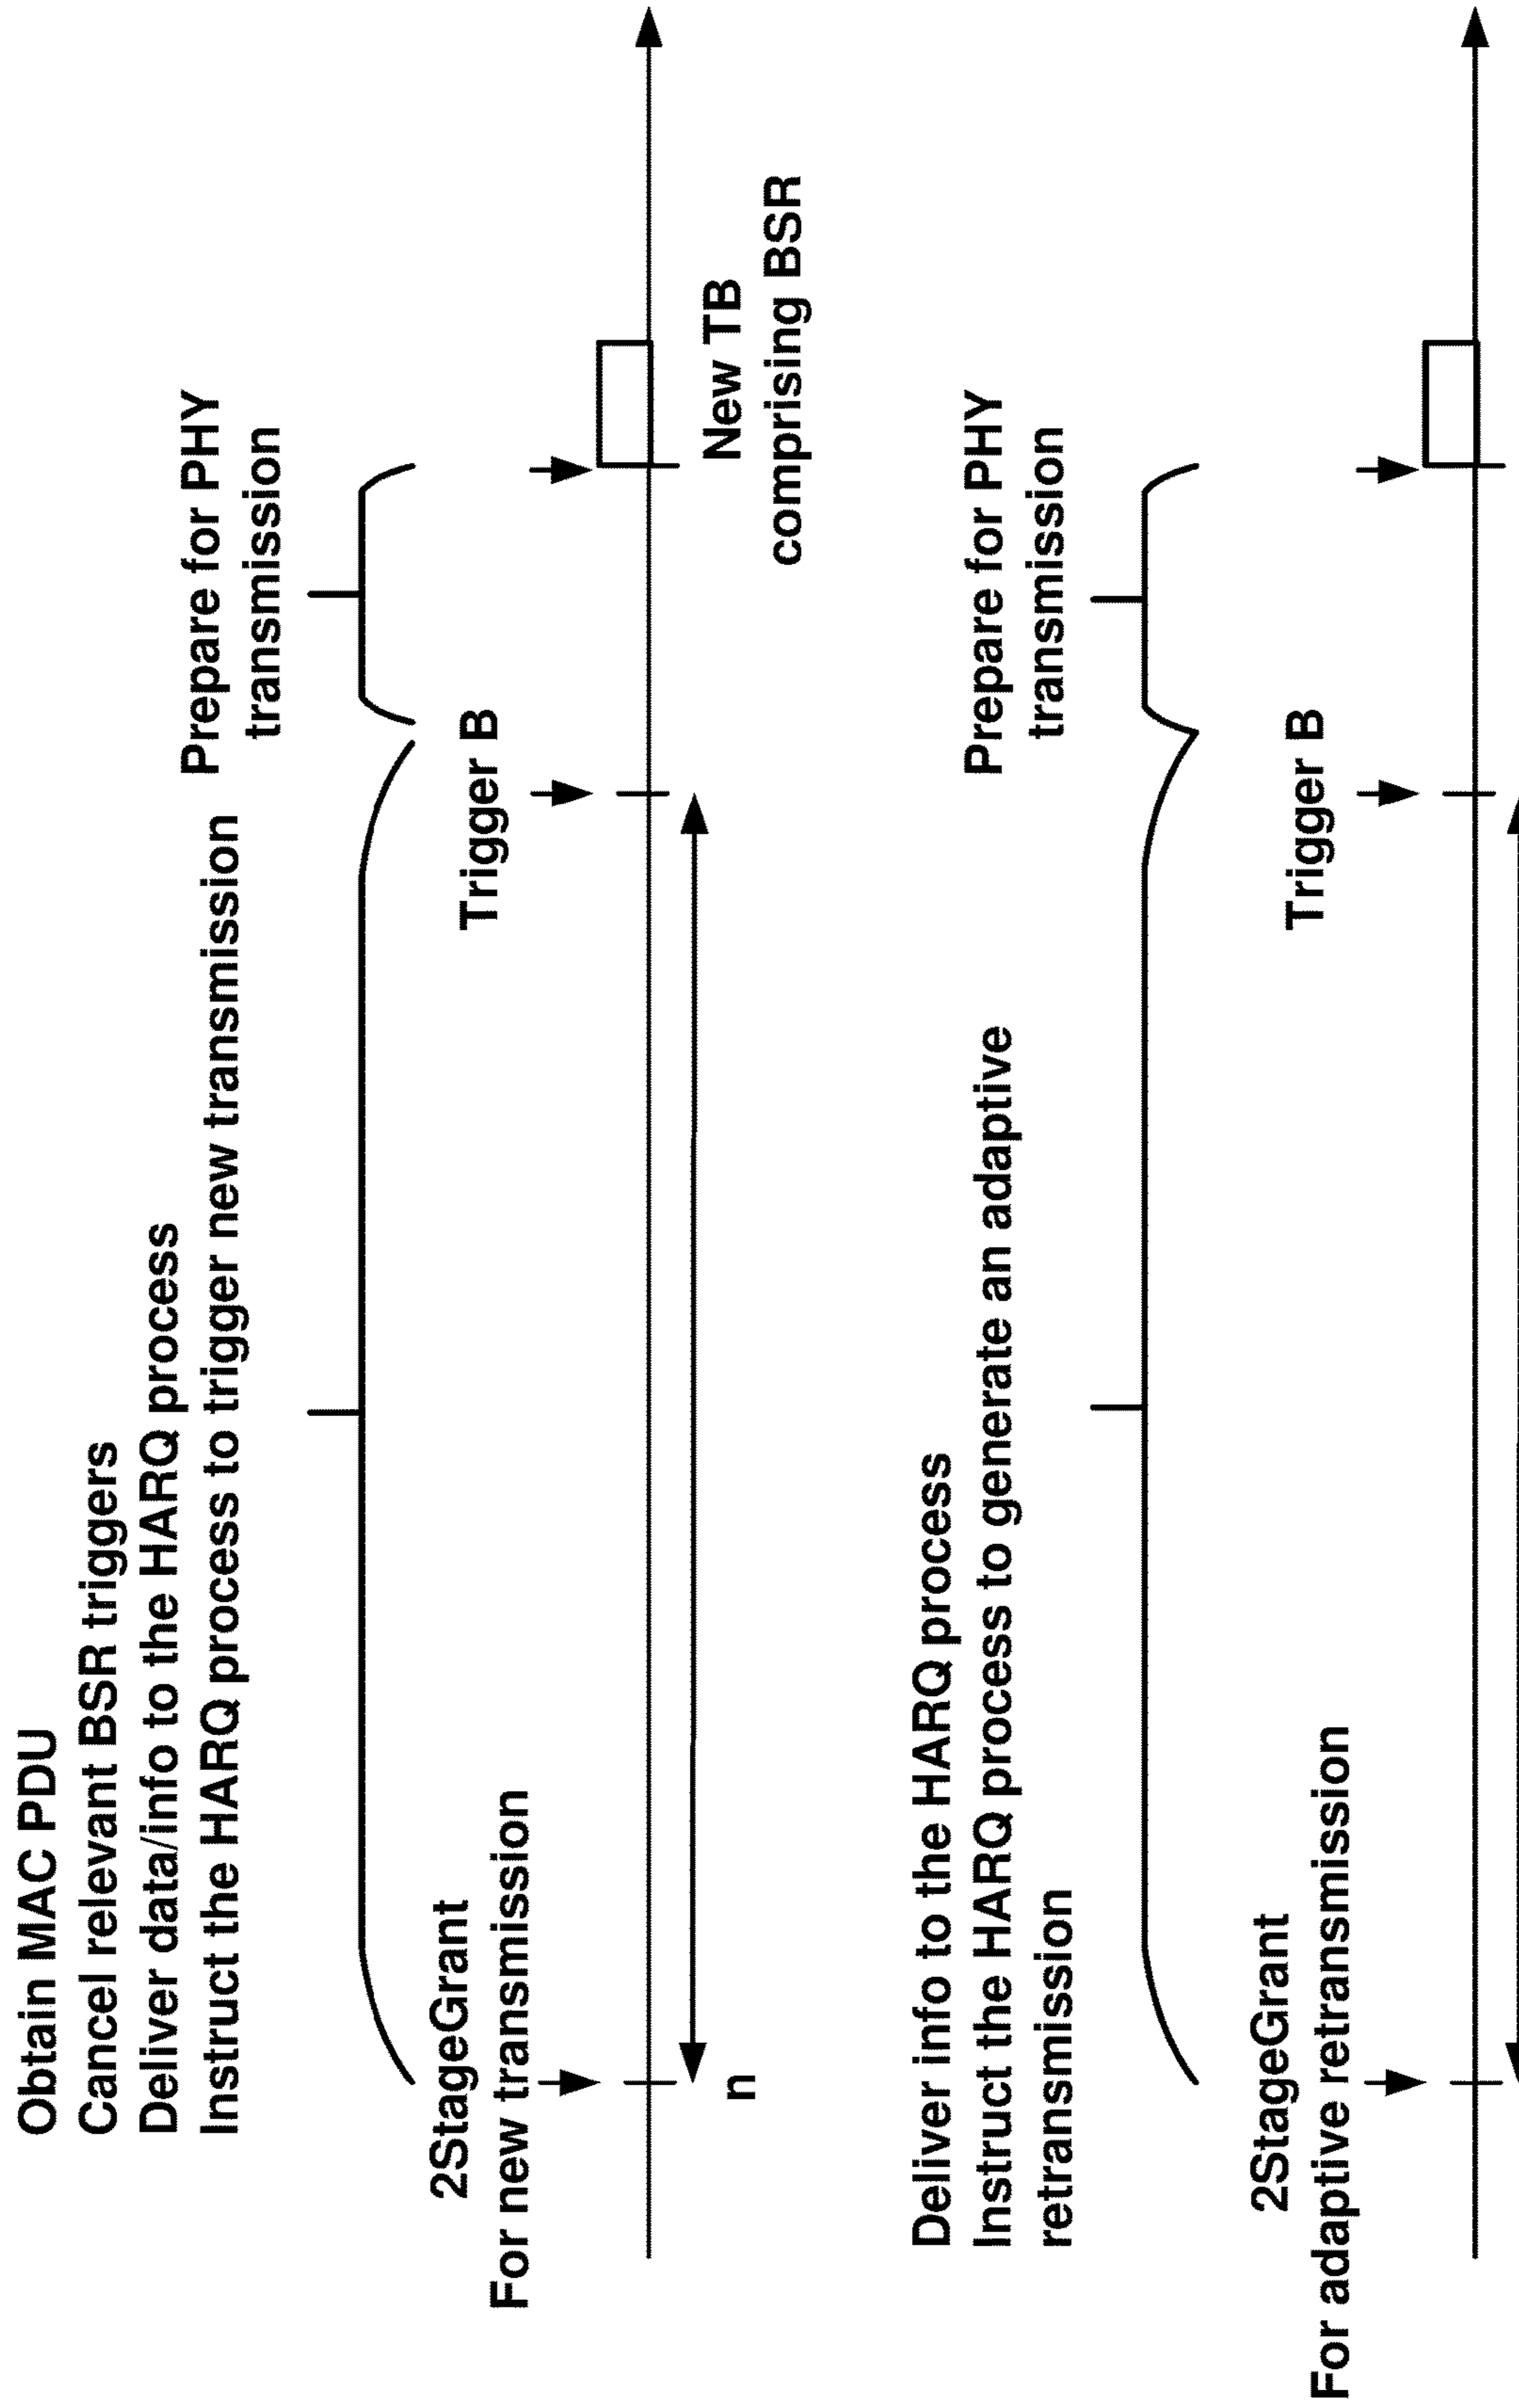 Obtain MAC PDU
Cancel relevant BSR triggers
Deliver data/info to the HARQ process
Instruct the HARQ process to trigger new transmission
Prepare for PHY
transmission
2StageGrant
For new transmission
Trigger B
n
New TB
comprising BSR
Deliver info to the HARQ process
Instruct the HARQ process to generate an adaptive
retransmission
Prepare for PHY
transmission
2StageGrant
For adaptive retransmission
Trigger B